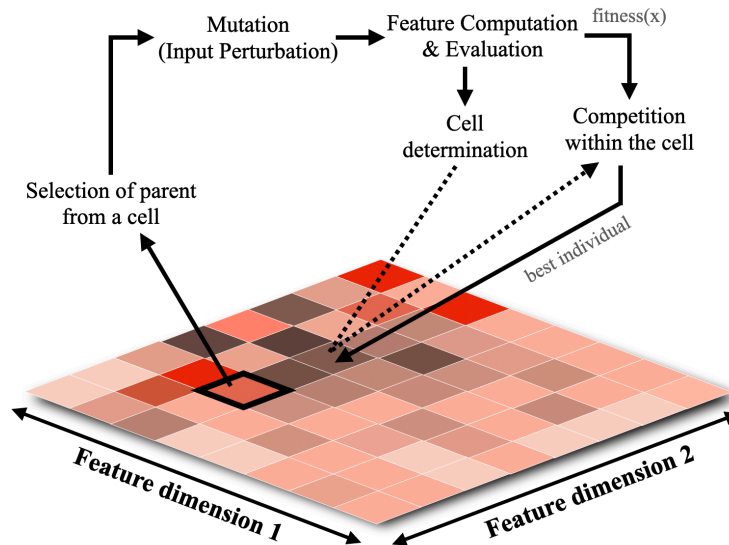 Mutation
(Input Perturbation)
Feature Computation
& Evaluation
fitness(x)
Cell
determination
Competition
within the cell
Selection of parent
from a cell
best individual
Feature dimension 1
Feature dimension 2